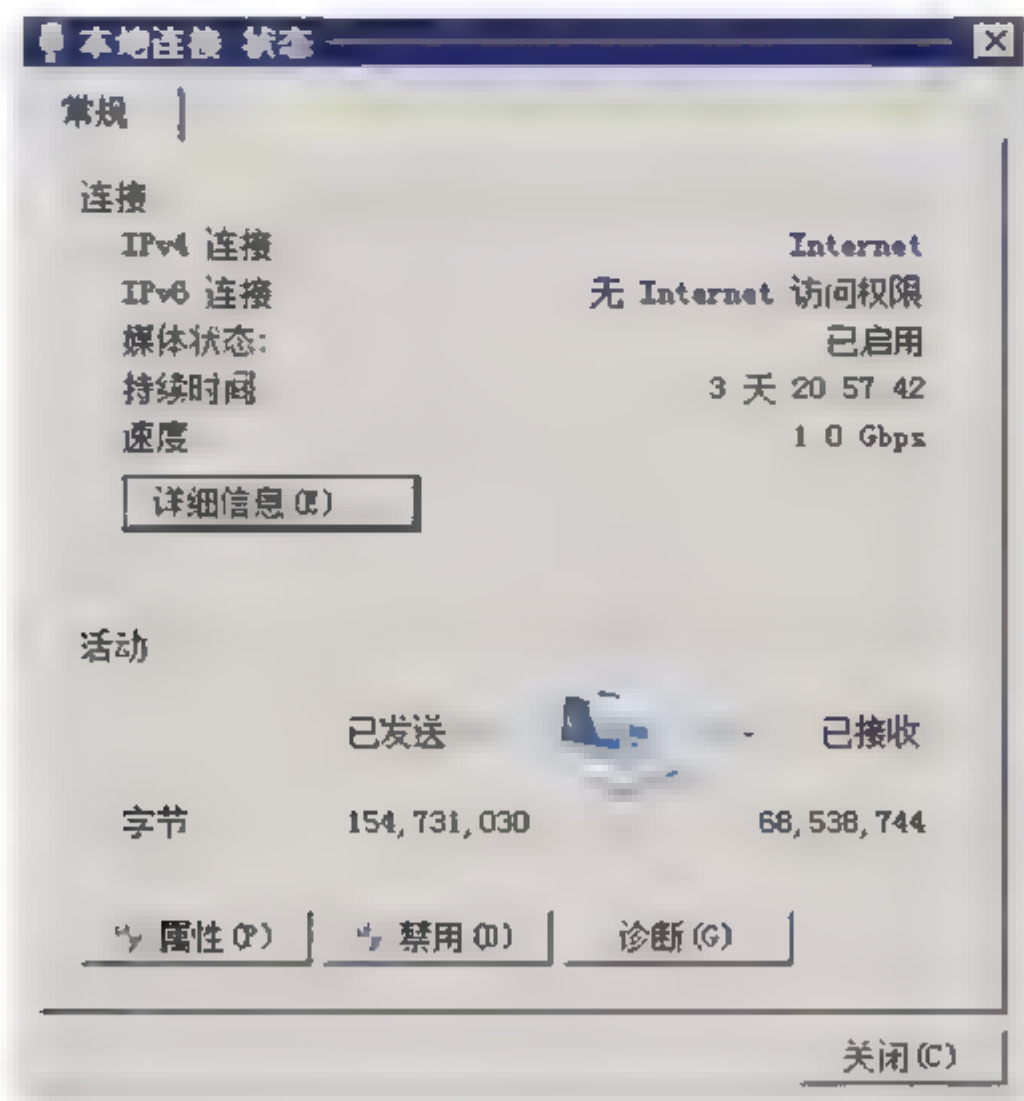 本地连接 状态
常规
连接
IPv4 连接 Internet
IPv6 连接 无 Internet 访问权限
媒体状态: 已启用
持续时间 3 天 20 57 42
速度 1 0 Gbps
详细信息(E)
活动
已发送 已接收
字节 154,731,030 68,538,744
属性(P) 禁用(D) 诊断(G)
关闭(C)